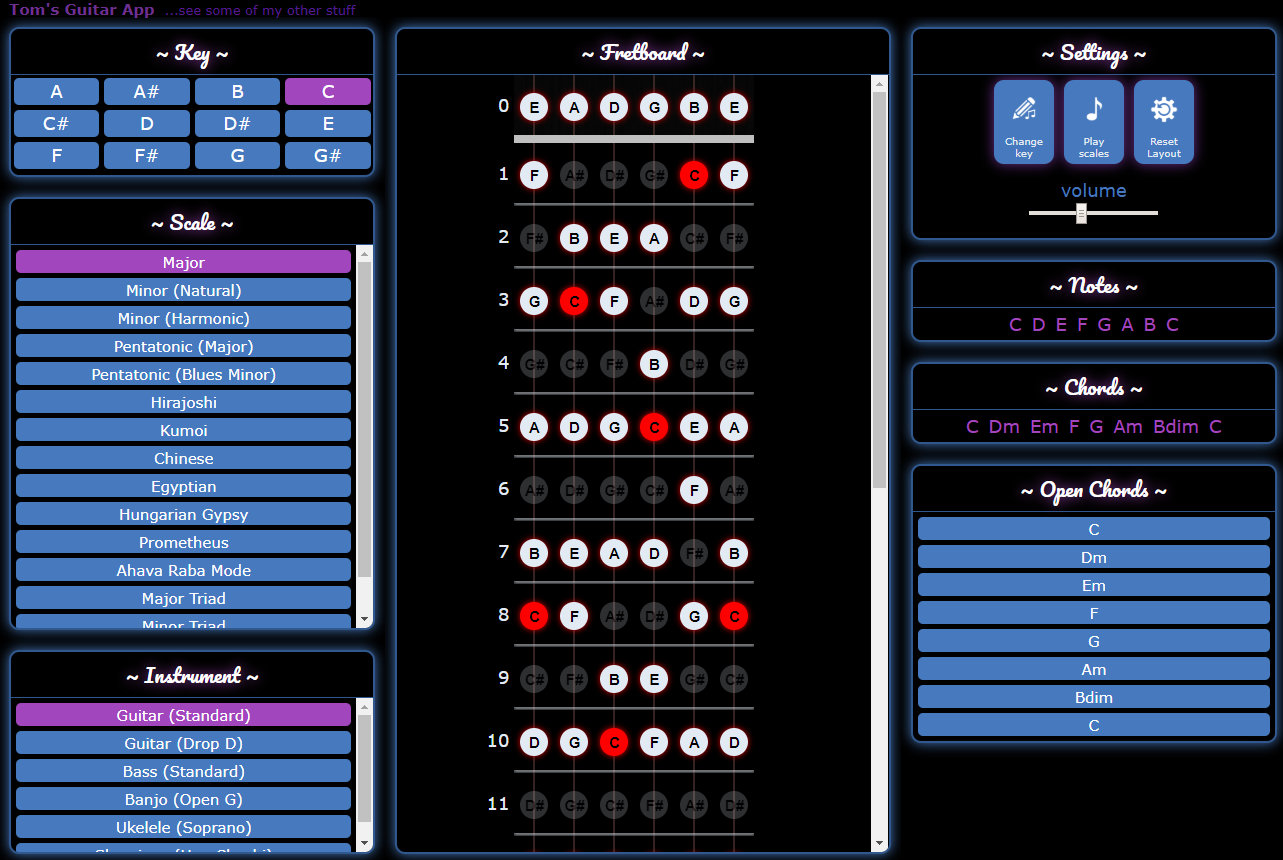 Tom's Guitar App ...see some of my other stuff
~ Key ~
A A# B C
C# D D# E
F F# G G#
~ Scale ~
Major
Minor (Natural)
Minor (Harmonic)
Pentatonic (Major)
Pentatonic (Blues Minor)
Hirajoshi
Kumoi
Chinese
Egyptian
Hungarian Gypsy
Prometheus
Ahava Raba Mode
Major Triad
Minor Triad
~ Instrument ~
Guitar (Standard)
Guitar (Drop D)
Bass (Standard)
Banjo (Open G)
Ukelele (Soprano)
~ Fretboard ~
0 E A D G B E
1 F A# D# G# C F
2 F# B E A C# F#
3 G C F A# D G
4 G# C# F# B D# G#
5 A D G C E A
6 A# D# G# C# F A#
7 B E A D F# B
8 C F A# D# G C
9 C# F# B E G# C#
10 D G C F A D
11 D# G# C# F# A# D#
~ Settings ~
Change key
Play scales
Reset Layout
volume
~ Notes ~
C D E F G A B C
~ Chords ~
C Dm Em F G Am Bdim C
~ Open Chords ~
C
Dm
Em
F
G
Am
Bdim
C